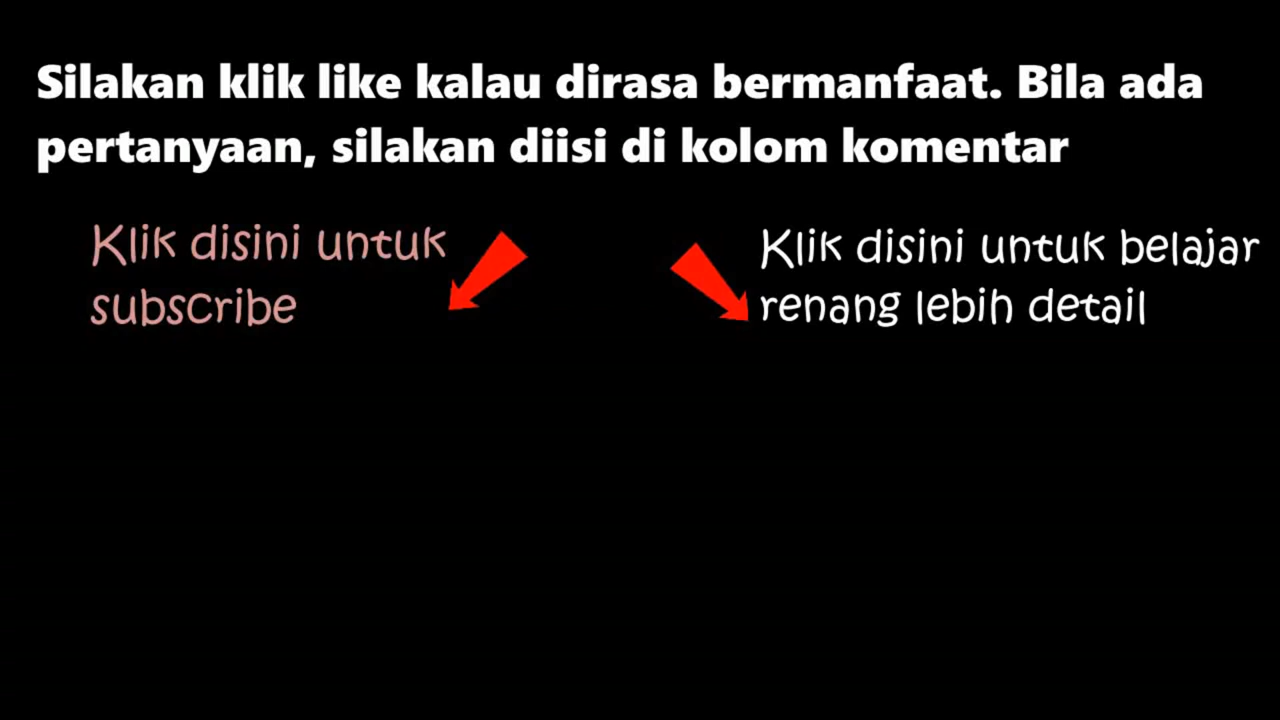 Silakan klik like kalau dirasa bermanfaat. Bila ada
pertanyaan, silakan diisi di kolom komentar
Klik disini untuk
subscribe
Klik disini untuk belajar
renang lebih detail